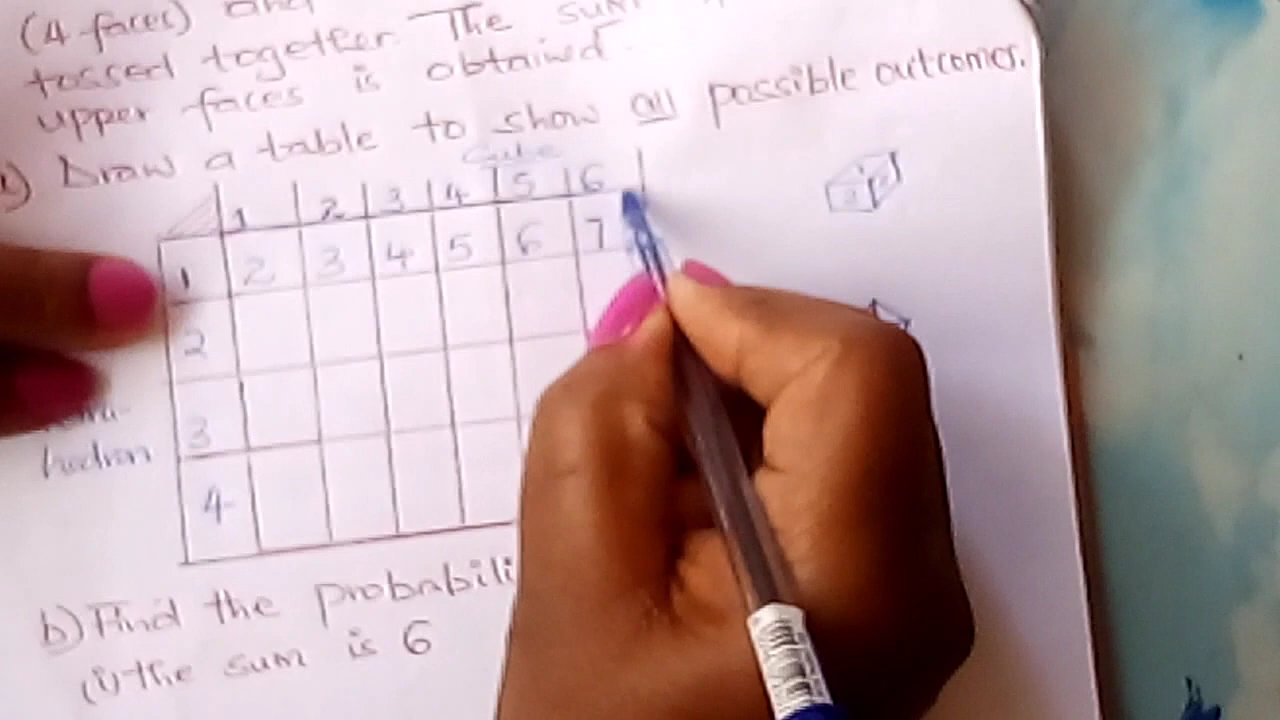 (4-faces) and
tossed together. The sum
upper faces is obtained.
Draw a table to show all possible outcomes.
Cube
1 2 3 4 5 6
1 2 3 4 5 6 7
2
3
hedron
4
b) Find the
(i) the sum is 6